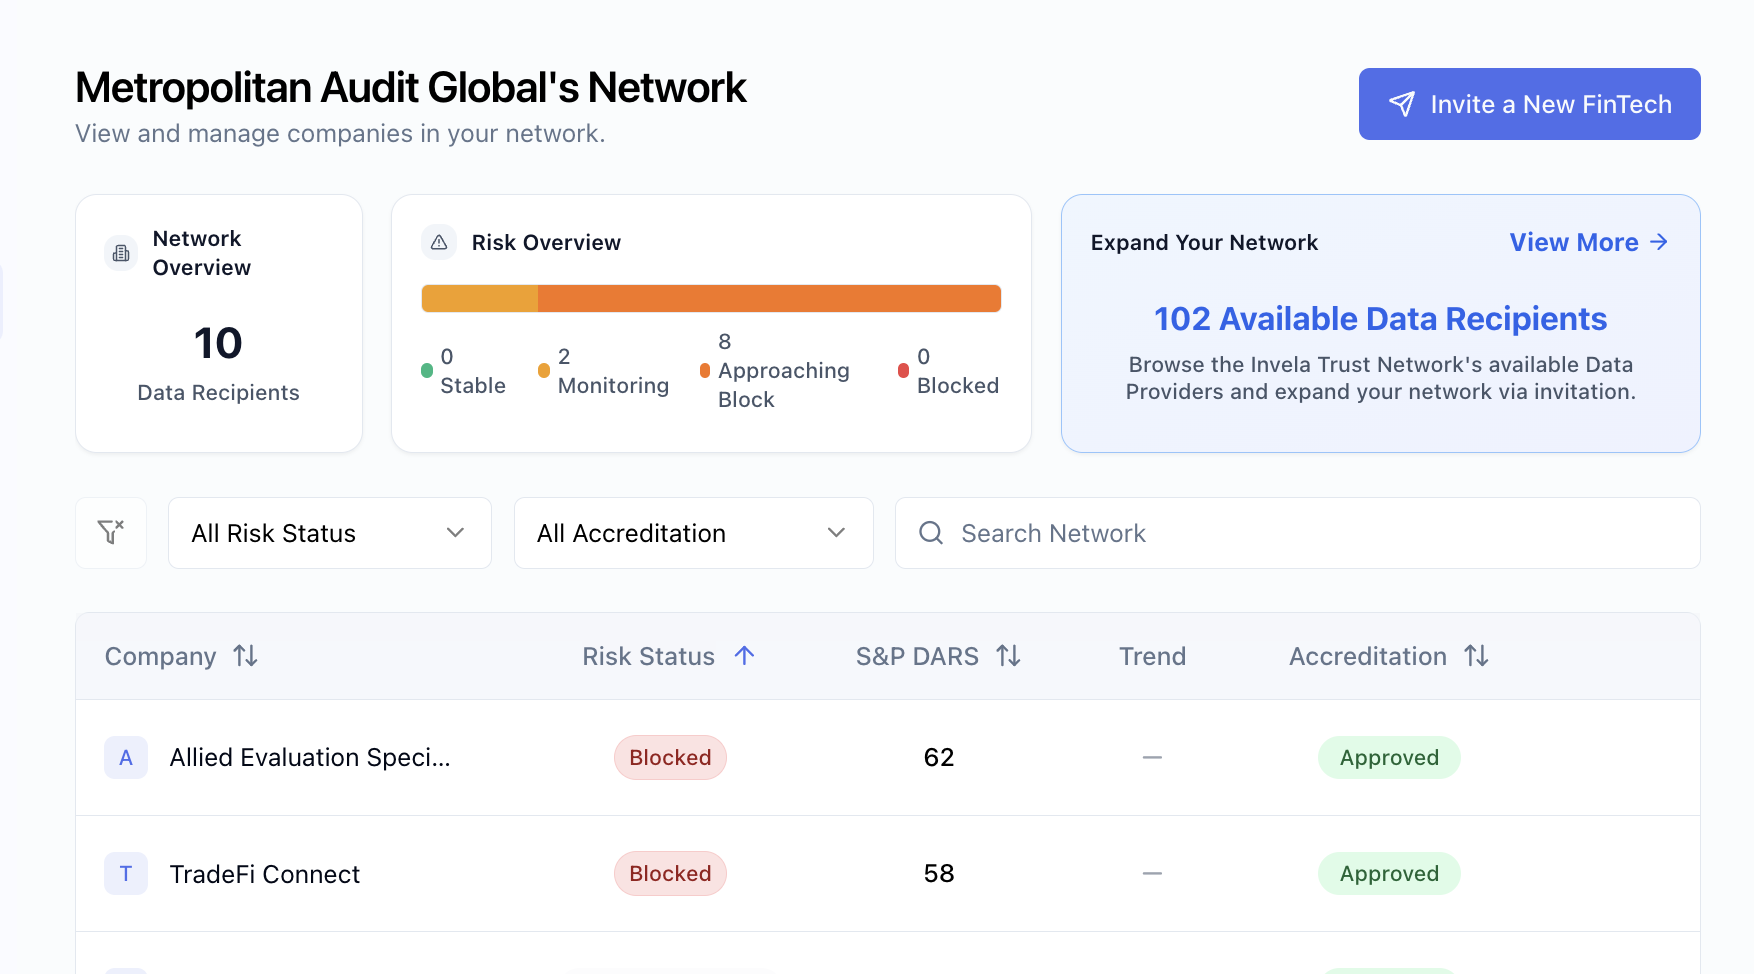 Metropolitan Audit Global's Network
View and manage companies in your network.
Invite a New FinTech
Network
Overview
10
Data Recipients
Risk Overview
0
Stable
2
Monitoring
8
Approaching
Block
0
Blocked
Expand Your Network
View More
102 Available Data Recipients
Browse the Invela Trust Network's available Data
Providers and expand your network via invitation.
All Risk Status
All Accreditation
Search Network
Company
Risk Status
S&P DARS
Trend
Accreditation
A
Allied Evaluation Speci...
Blocked
62
—
Approved
T
TradeFi Connect
Blocked
58
—
Approved